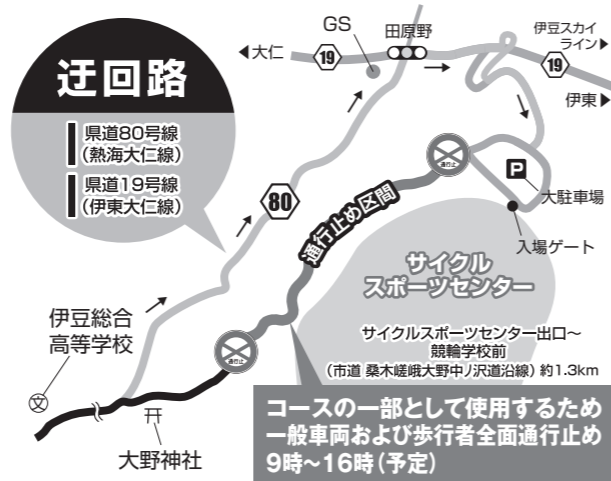 GS
田原野
伊豆スカイ
ライン▶
◀大仁
19
19
伊東▶
迂回路
県道80号線
(熱海大仁線)
県道19号線
(伊東大仁線)
80
通行止め区間
通行止
P
大駐車場
入場ゲート
サイクル
スポーツセンター
伊豆総合
高等学校
文
サイクルスポーツセンター出口〜
競輪学校前
(市道 桑木嵯峨大野中ノ沢道沿線) 約1.3km
通行止
大野神社
コースの一部として使用するため
一般車両および歩行者全面通行止め
9時〜16時(予定)